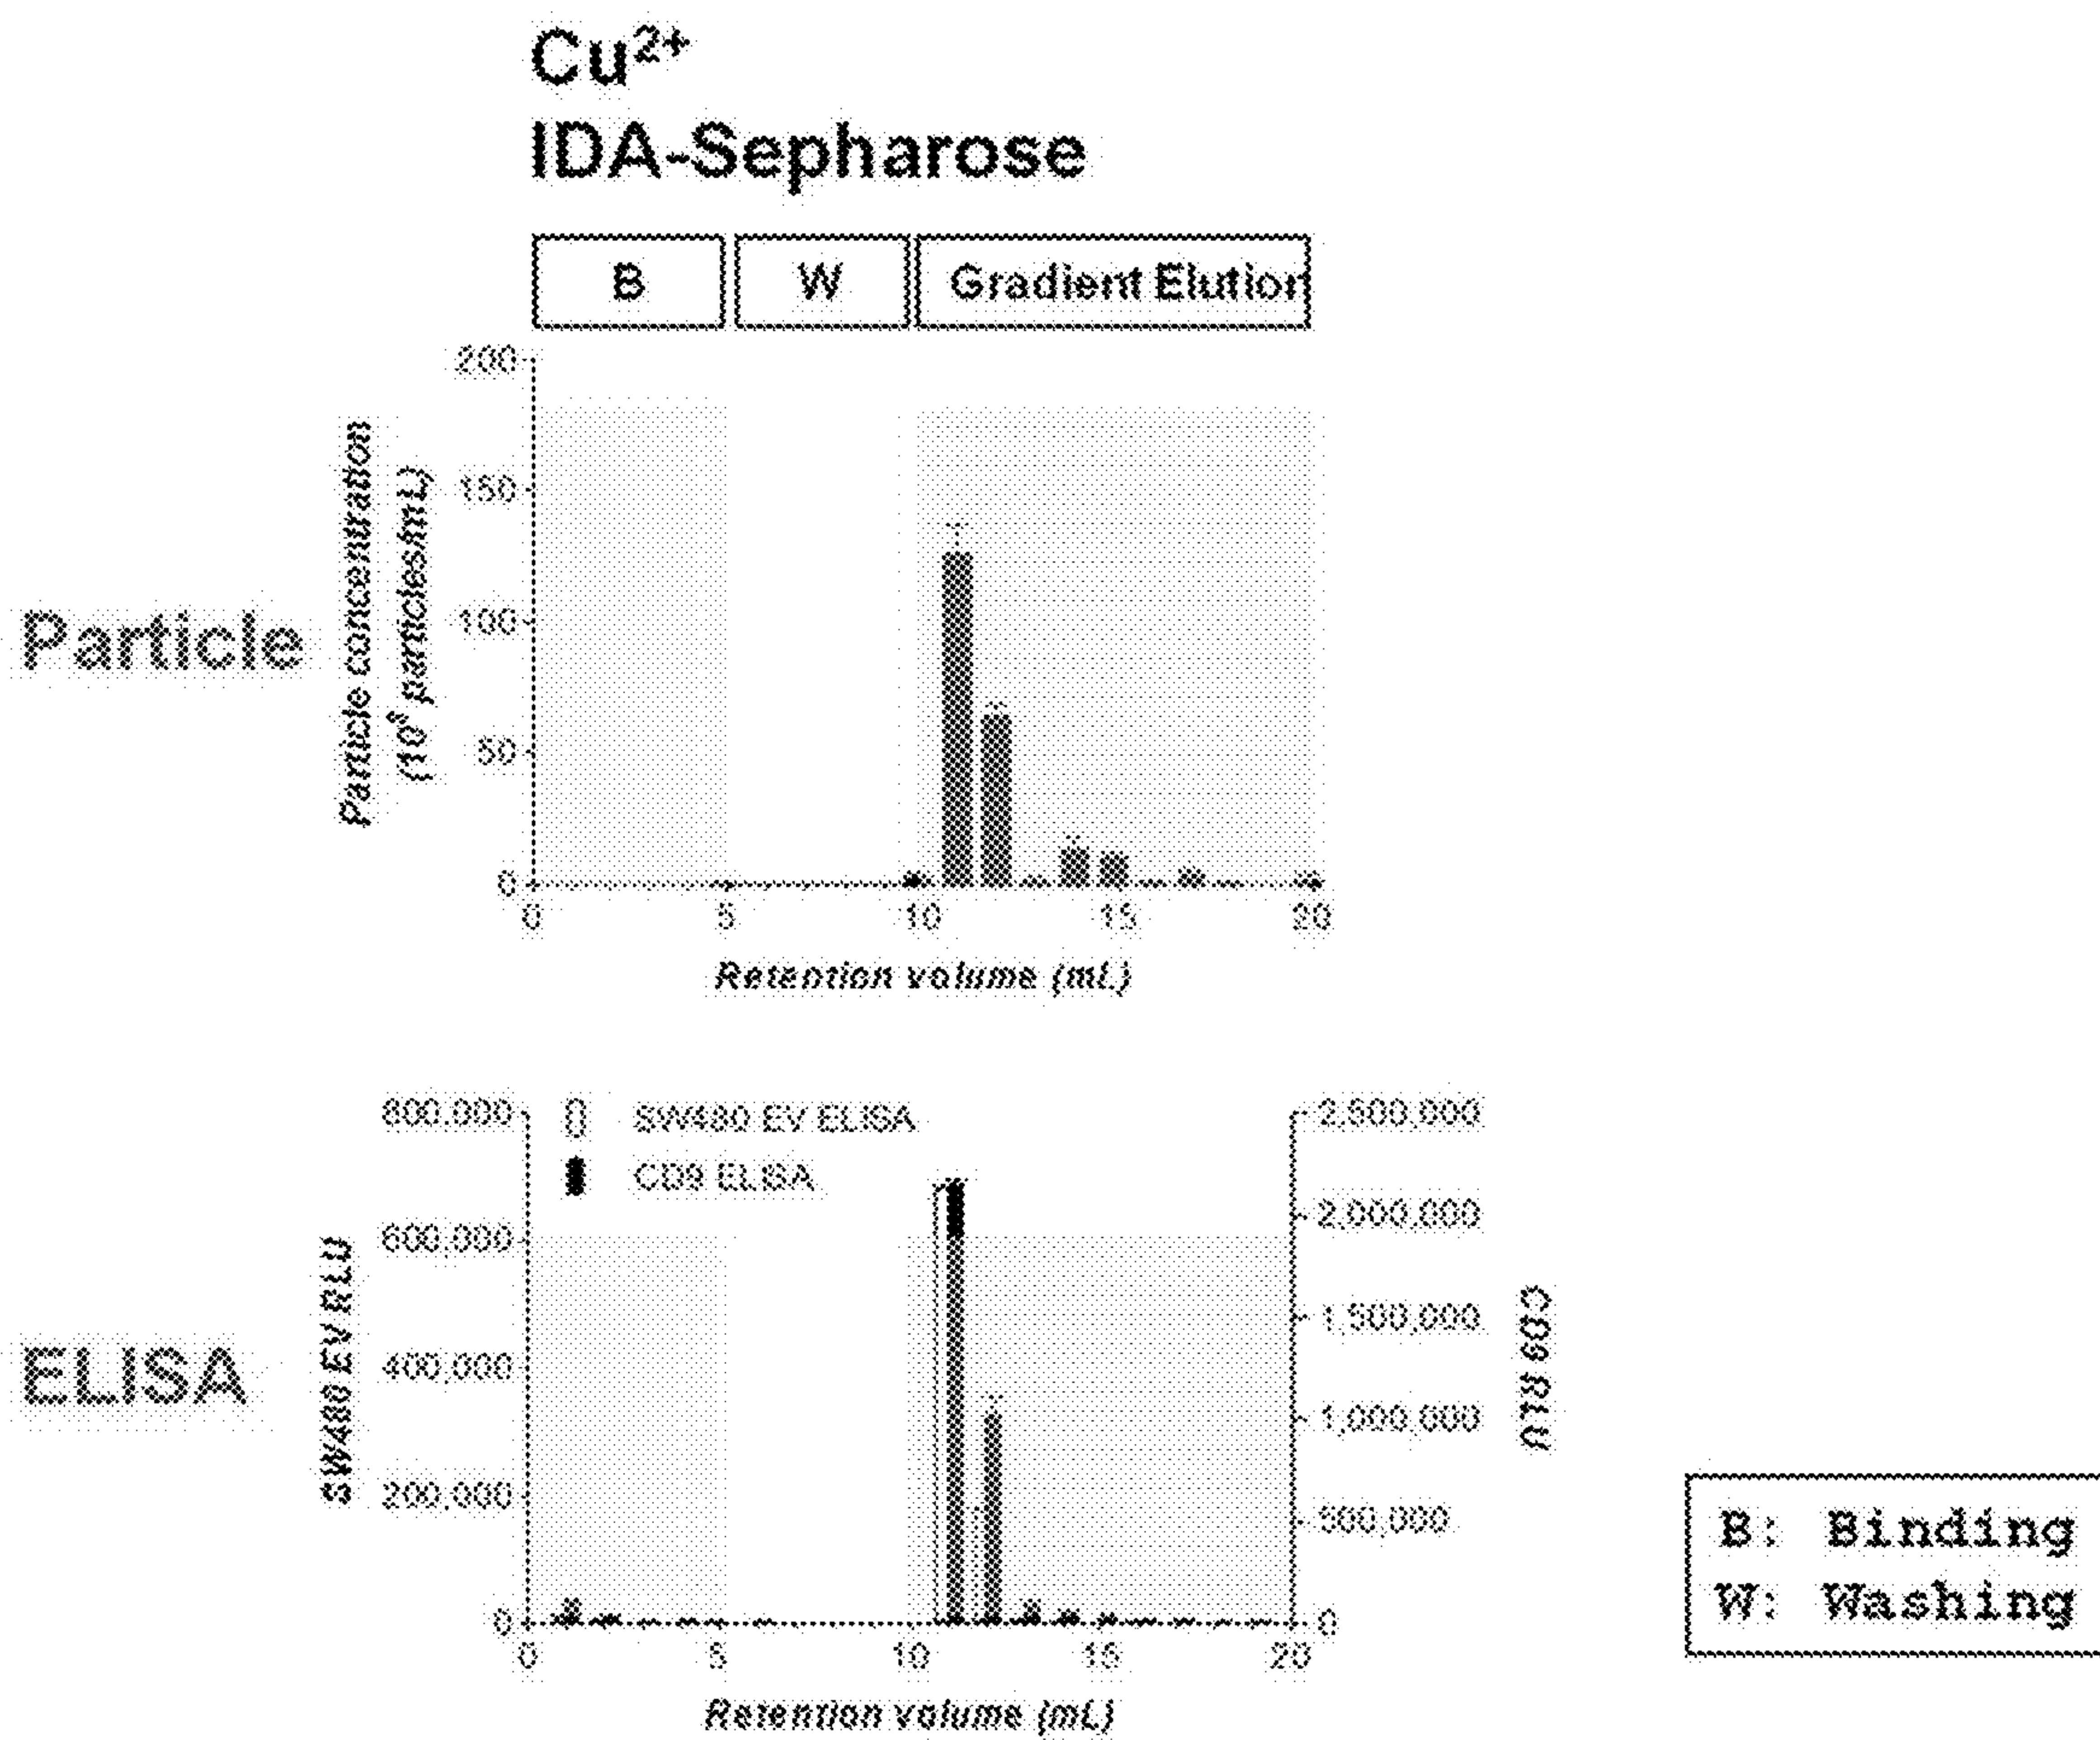 Cu²⁺
IDA-Sepharose
B W Gradient Elution
Particle
Particle concentration
(10⁸ particles/mL)
200
150
100
50
0
0 5 10 15 20
Retention volume (mL)
ELISA
SW480 EV RLU
800,000
600,000
400,000
200,000
0
SW480 EV ELISA
CD9 ELISA
2,500,000
2,000,000
1,500,000
1,000,000
500,000
0
CD9 RLU
0 5 10 15 20
Retention volume (mL)
B: Binding
W: Washing